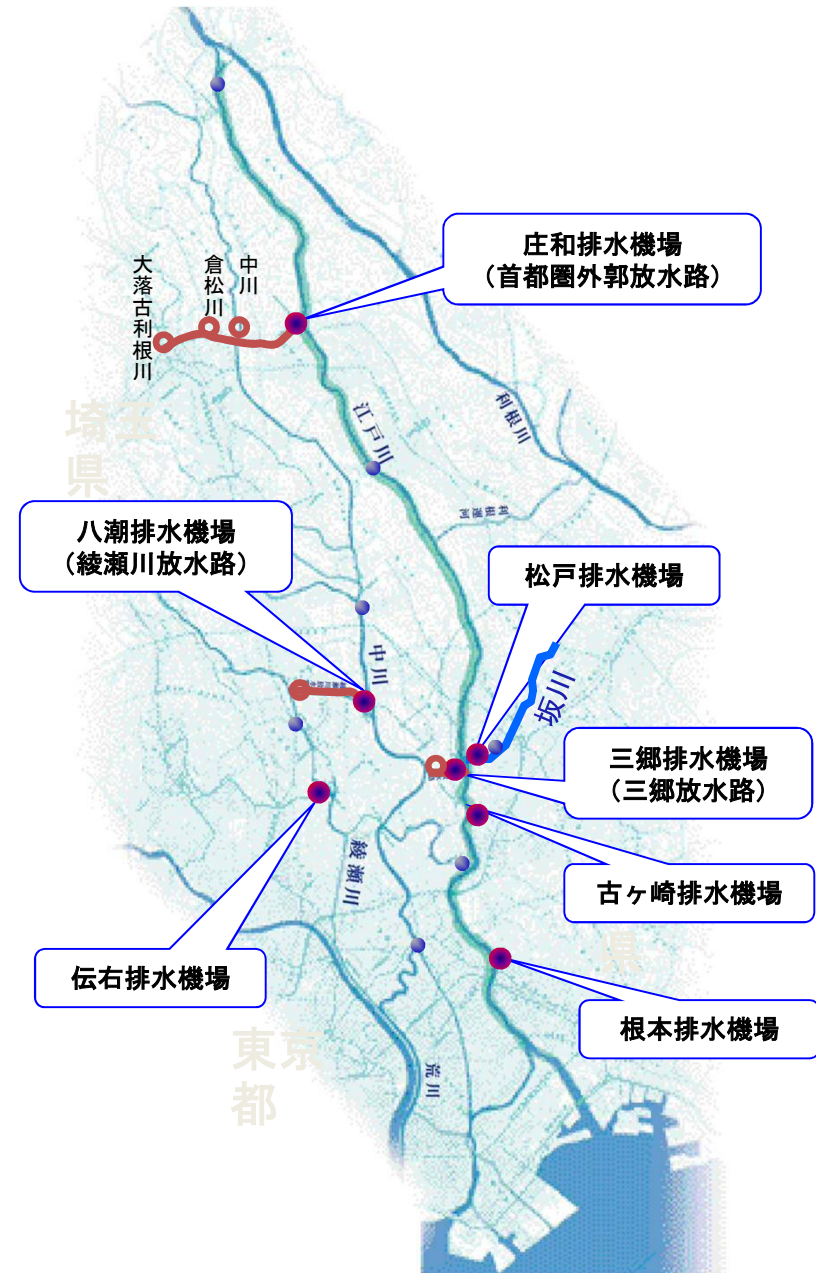 庄和排水機場
（首都圏外郭放水路）
中川
倉松川
大落古利根川
利根川
江戸川
埼玉
県
利根運河
八潮排水機場
（綾瀬川放水路）
松戸排水機場
中川
坂川
三郷排水機場
（三郷放水路）
綾瀬川
古ヶ崎排水機場
県
伝右排水機場
根本排水機場
東京
都
荒川